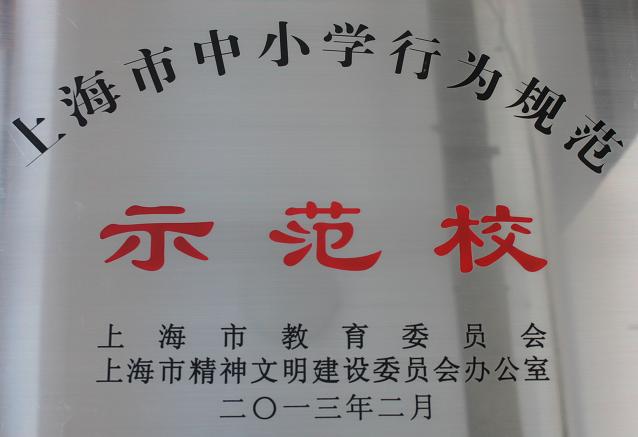 上海市中小学行为规范
示范校
上海市教育委员会
上海市精神文明建设委员会办公室
二〇一三年二月